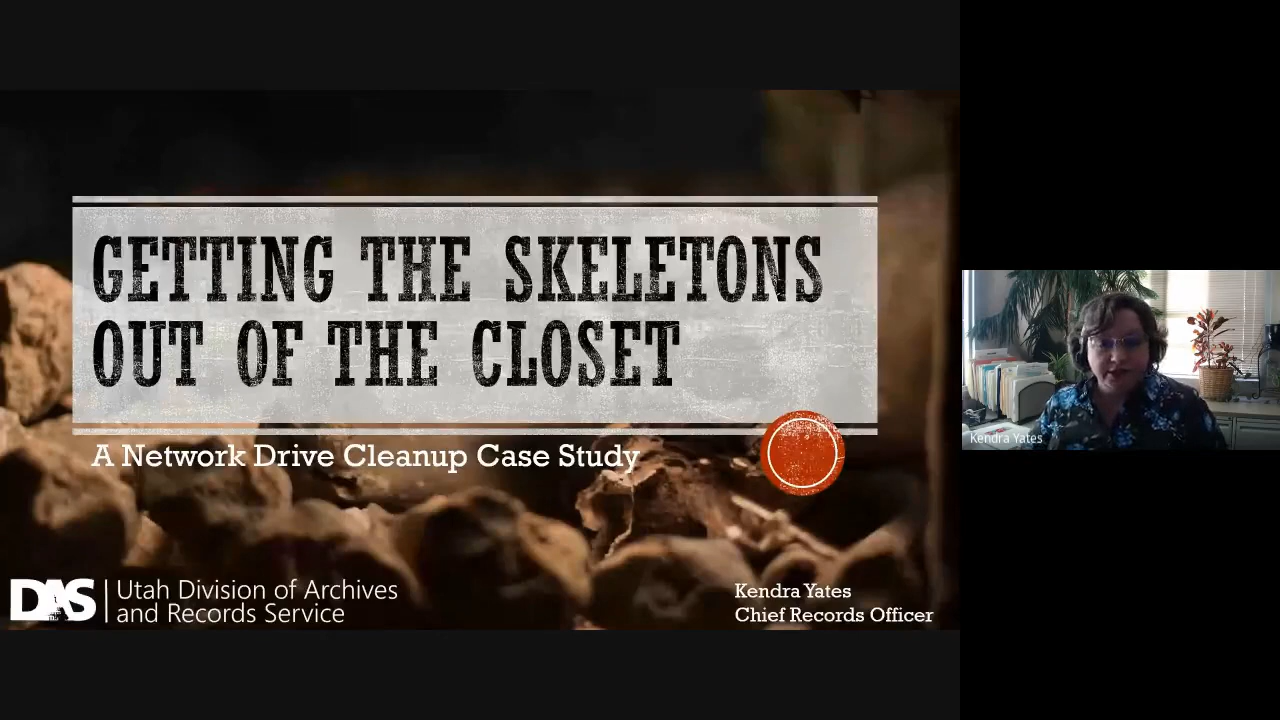 GETTING THE SKELETONS
OUT OF THE CLOSET
A Network Drive Cleanup Case Study
DAS
Utah Division of Archives
and Records Service
Kendra Yates
Chief Records Officer
Kendra Yates